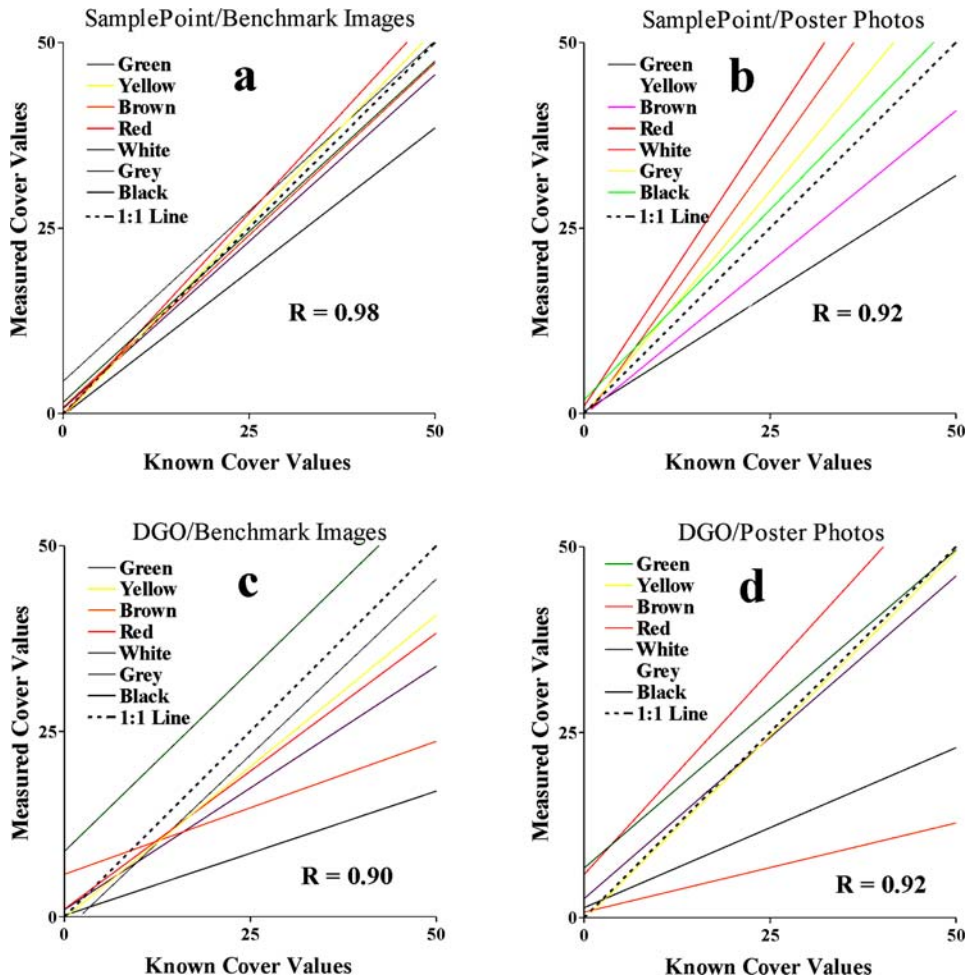 SamplePoint/Benchmark Images
50
Green
Yellow
Brown
Red
White
Grey
Black
1:1 Line
a
25
R = 0.98
0
0
25
50
Measured Cover Values
Known Cover Values
SamplePoint/Poster Photos
50
Green
Yellow
Brown
Red
White
Grey
Black
1:1 Line
b
25
R = 0.92
0
0
25
50
Measured Cover Values
Known Cover Values
DGO/Benchmark Images
50
Green
Yellow
Brown
Red
White
Grey
Black
1:1 Line
c
25
R = 0.90
0
0
25
50
Measured Cover Values
Known Cover Values
DGO/Poster Photos
50
Green
Yellow
Brown
Red
White
Grey
Black
1:1 Line
d
25
R = 0.92
0
0
25
50
Measured Cover Values
Known Cover Values